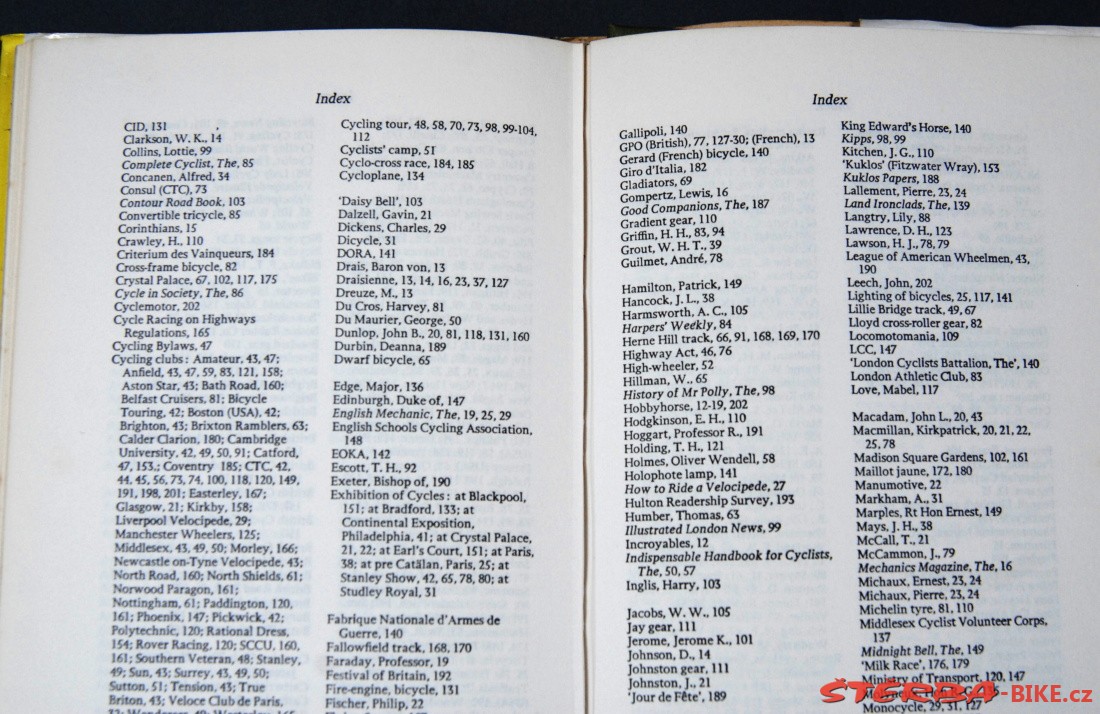 Index
CID, 131
Clarkson, W. K., 14
Collins, Lottie, 99
Complete Cyclist, The, 85
Concanen, Alfred, 34
Consul (CTC), 73
Contour Road Book, 103
Convertible tricycle, 85
Corinthians, 15
Crawley, H., 110
Criterium des Vainqueurs, 184
Cross-frame bicycle, 82
Crystal Palace, 67, 102, 117, 175
Cycle in Society, The, 86
Cyclemotor, 202
Cycle Racing on Highways
Regulations, 165
Cycling Bylaws, 47
Cycling clubs: Amateur, 43, 47;
Anfield, 43, 47, 59, 83, 121, 158;
Aston Star, 43; Bath Road, 160;
Belfast Cruisers, 81; Bicycle
Touring, 42; Boston (USA), 42;
Brighton, 43; Brixton Ramblers, 63;
Calder Clarion, 180; Cambridge
University, 42, 49, 50, 91; Catford,
47, 153,; Coventry 185; CTC, 42,
44, 45, 56, 73, 74, 100, 118, 120, 149,
191, 198, 201; Easterley, 167;
Glasgow, 21; Kirkby, 158;
Liverpool Velocipede, 29;
Manchester Wheelers, 125;
Middlesex, 43, 49, 50; Morley, 166;
Newcastle on-Tyne Velocipede, 43;
North Road, 160; North Shields, 61;
Norwood Paragon, 161;
Nottingham, 61; Paddington, 120,
161; Phoenix, 147; Pickwick, 42;
Polytechnic, 120; Rational Dress,
154; Rover Racing, 120; SCCU, 160,
161; Southern Veteran, 48; Stanley,
49; Sun, 43; Surrey, 43, 49, 50;
Sutton, 51; Tension, 43; True
Briton, 43; Veloce Club de Paris,
Cycling tour, 48, 58, 70, 73, 98, 99-104,
112
Cyclists' camp, 51
Cyclo-cross race, 184, 185
Cycloplane, 134
'Daisy Bell', 103
Dalzell, Gavin, 21
Dickens, Charles, 29
Dicycle, 31
DORA, 141
Drais, Baron von, 13
Draisienne, 13, 14, 16, 23, 37, 127
Dreuze, M., 13
Du Cros, Harvey, 81
Du Maurier, George, 50
Dunlop, John B., 20, 81, 118, 131, 160
Durbin, Deanna, 189
Dwarf bicycle, 65
Edge, Major, 136
Edinburgh, Duke of, 147
English Mechanic, The, 19, 25, 29
English Schools Cycling Association,
148
EOKA, 142
Escott, T. H., 92
Exeter, Bishop of, 190
Exhibition of Cycles: at Blackpool,
151; at Bradford, 133; at
Continental Exposition,
Philadelphia, 41; at Crystal Palace,
21, 22; at Earl's Court, 151; at Paris,
38; at pre Catälan, Paris, 25; at
Stanley Show, 42, 65, 78, 80; at
Studley Royal, 31
Fabrique Nationale d'Armes de
Guerre, 140
Fallowfield track, 168, 170
Faraday, Professor, 19
Festival of Britain, 192
Fire-engine, bicycle, 131
Fischer, Philip, 22
Index
Gallipoli, 140
GPO (British), 77, 127-30; (French), 13
Gerard (French) bicycle, 140
Giro d'Italia, 182
Gladiators, 69
Gompertz, Lewis, 16
Good Companions, The, 187
Gradient gear, 110
Griffin, H. H., 83, 94
Grout, W. H. T., 39
Guilmet, André, 78
Hamilton, Patrick, 149
Hancock, J. L., 38
Harmsworth, A. C., 105
Harpers' Weekly, 84
Herne Hill track, 66, 91, 168, 169, 170
Highway Act, 46, 76
High-wheeler, 52
Hillman, W., 65
History of Mr Polly, The, 98
Hobbyhorse, 12-19, 202
Hodgkinson, E. H., 110
Hoggart, Professor R., 191
Holding, T. H., 121
Holmes, Oliver Wendell, 58
Holophote lamp, 141
How to Ride a Velocipede, 27
Hulton Readership Survey, 193
Humber, Thomas, 63
Illustrated London News, 99
Incroyables, 12
Indispensable Handbook for Cyclists,
The, 50, 57
Inglis, Harry, 103
Jacobs, W. W., 105
Jay gear, 111
Jerome, Jerome K., 101
Johnson, D., 14
Johnston gear, 111
Johnston, J., 21
'Jour de Fête', 189
King Edward's Horse, 140
Kipps, 98, 99
Kitchen, J. G., 110
'Kuklos' (Fitzwater Wray), 153
Kuklos Papers, 188
Lallement, Pierre, 23, 24
Land Ironclads, The, 139
Langtry, Lily, 88
Lawrence, D. H., 123
Lawson, H. J., 78, 79
League of American Wheelmen, 43,
190
Leech, John, 202
Lighting of bicycles, 25, 117, 141
Lillie Bridge track, 49, 67
Lloyd cross-roller gear, 82
Locomotomania, 109
LCC, 147
'London Cyclists Battalion, The', 140
London Athletic Club, 83
Love, Mabel, 117
Macadam, John L., 20, 43
Macmillan, Kirkpatrick, 20, 21, 22,
25, 78
Madison Square Gardens, 102, 161
Maillot jaune, 172, 180
Manumotive, 22
Markham, A., 31
Marples, Rt Hon Ernest, 149
Mays, J. H., 38
McCall, T., 21
McCammon, J., 79
Mechanics Magazine, The, 16
Michaux, Ernest, 23, 24
Michaux, Pierre, 23, 24
Michelin tyre, 81, 110
Middlesex Cyclist Volunteer Corps,
137
Midnight Bell, The, 149
'Milk Race', 176, 179
Ministry of Transport, 120, 147
Monocycle, 29, 31, 127
ŠTĚRBA-BIKE.cz